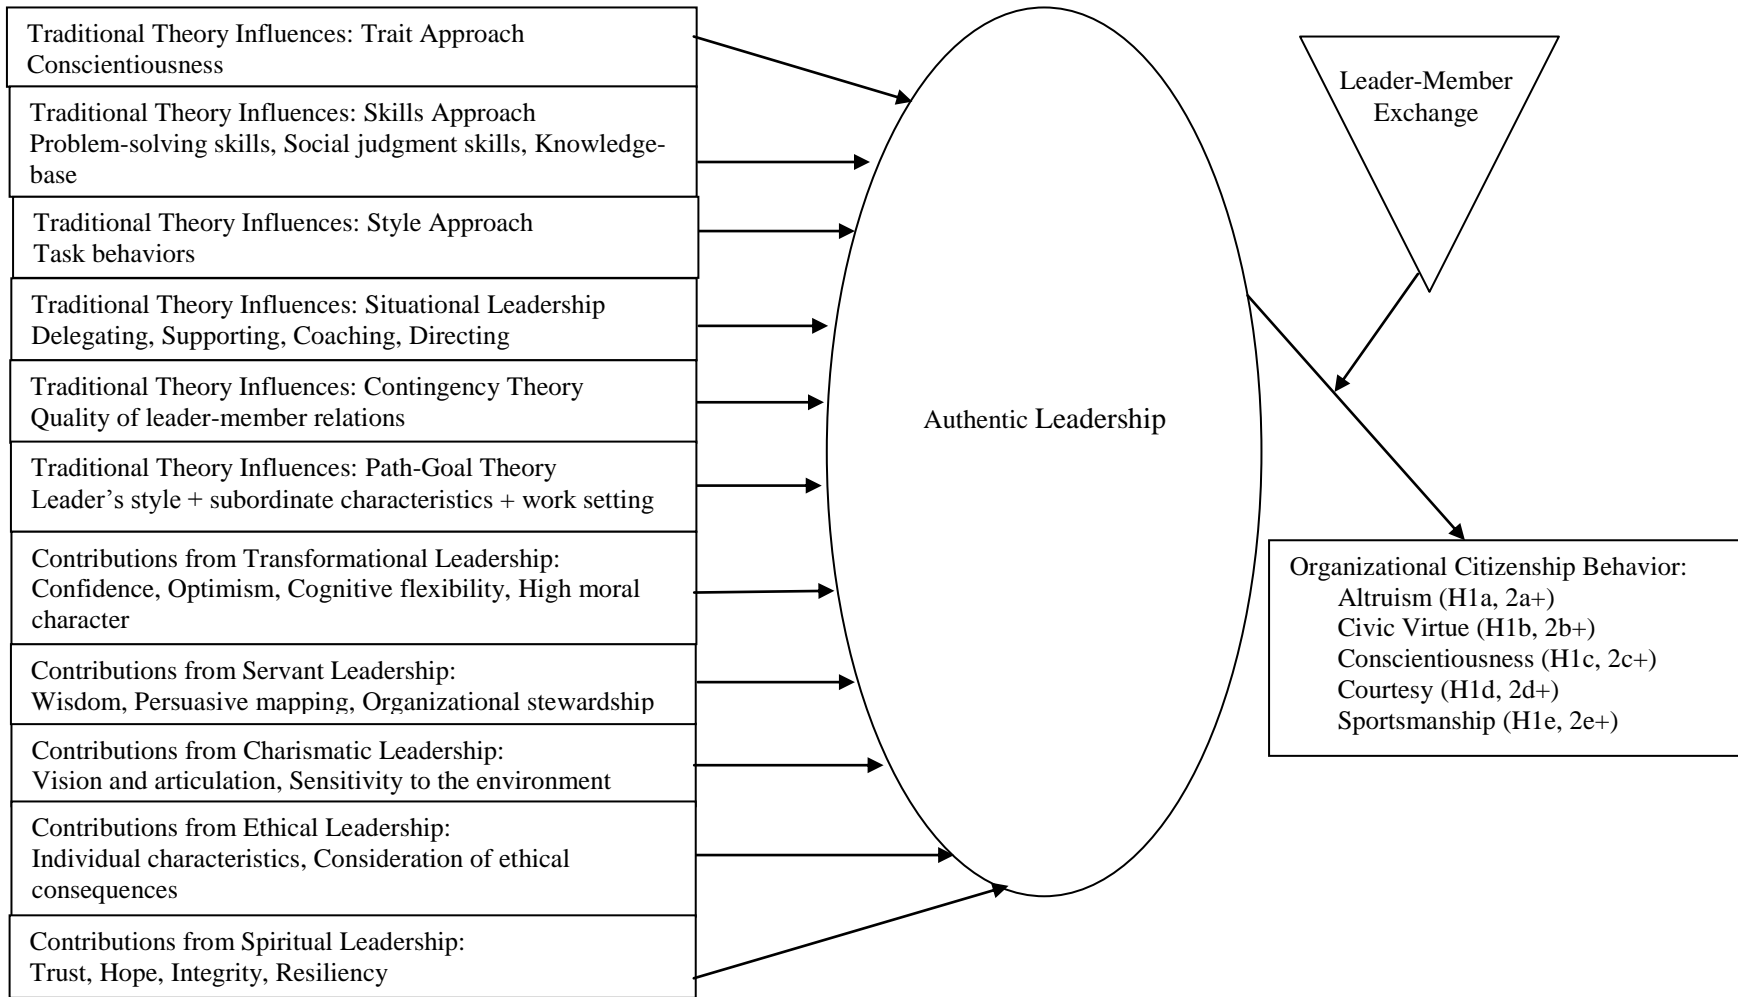 Traditional Theory Influences: Trait Approach
Conscientiousness
Traditional Theory Influences: Skills Approach
Problem-solving skills, Social judgment skills, Knowledge-
base
Traditional Theory Influences: Style Approach
Task behaviors
Traditional Theory Influences: Situational Leadership
Delegating, Supporting, Coaching, Directing
Traditional Theory Influences: Contingency Theory
Quality of leader-member relations
Traditional Theory Influences: Path-Goal Theory
Leader’s style + subordinate characteristics + work setting
Contributions from Transformational Leadership:
Confidence, Optimism, Cognitive flexibility, High moral
character
Contributions from Servant Leadership:
Wisdom, Persuasive mapping, Organizational stewardship
Contributions from Charismatic Leadership:
Vision and articulation, Sensitivity to the environment
Contributions from Ethical Leadership:
Individual characteristics, Consideration of ethical
consequences
Contributions from Spiritual Leadership:
Trust, Hope, Integrity, Resiliency
Authentic Leadership
Leader-Member
Exchange
Organizational Citizenship Behavior:
Altruism (H1a, 2a+)
Civic Virtue (H1b, 2b+)
Conscientiousness (H1c, 2c+)
Courtesy (H1d, 2d+)
Sportsmanship (H1e, 2e+)